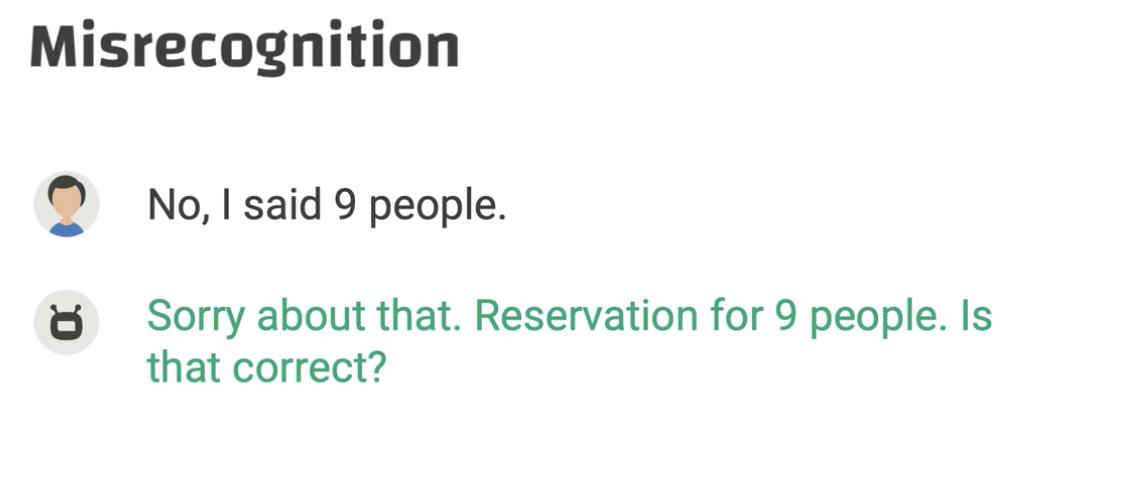 Misrecognition
No, I said 9 people.
Sorry about that. Reservation for 9 people. Is
that correct?